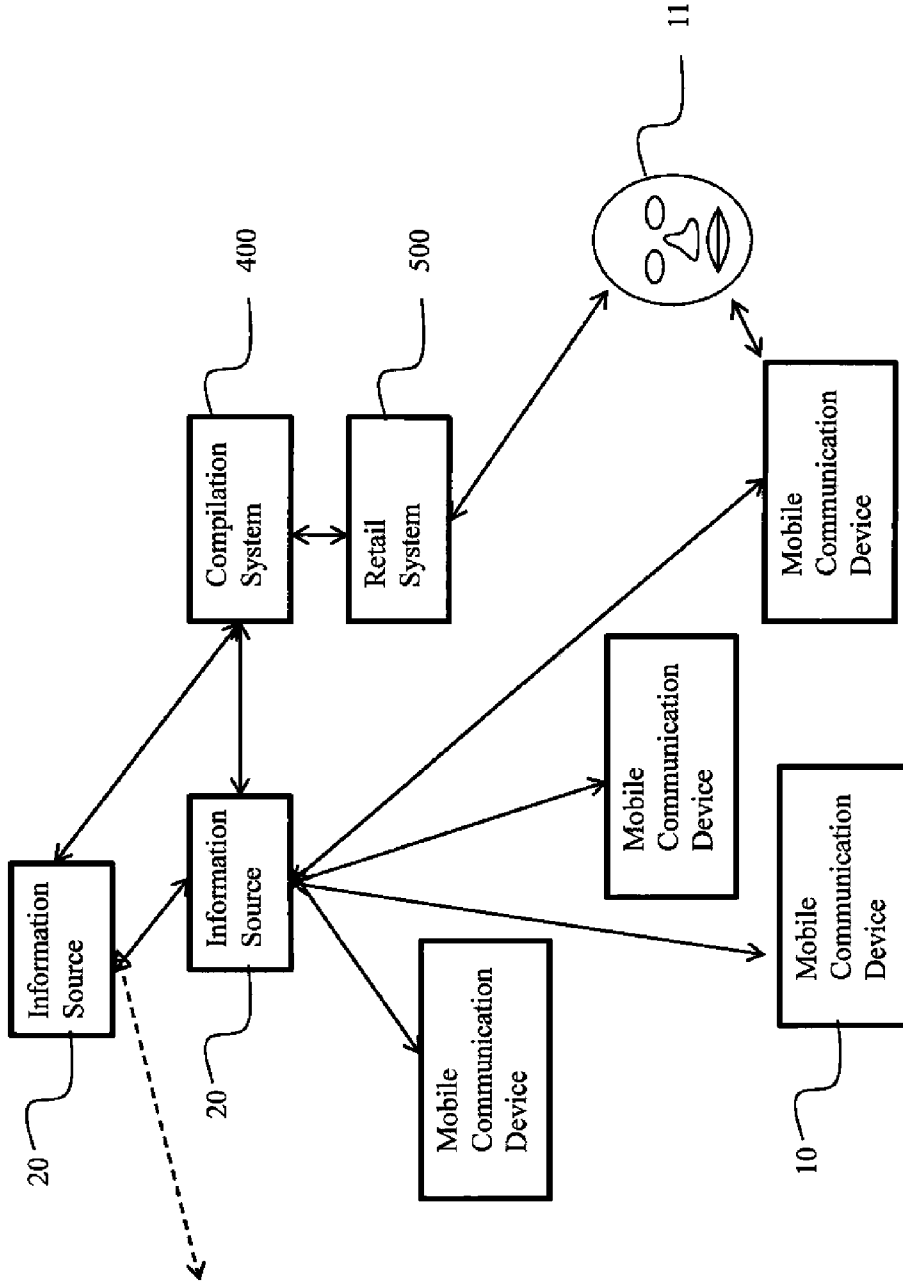 20
Information
Source
20
Information
Source
Compilation
System
400
Retail
System
500
11
Mobile
Communication
Device
Mobile
Communication
Device
Mobile
Communication
Device
10
Mobile
Communication
Device